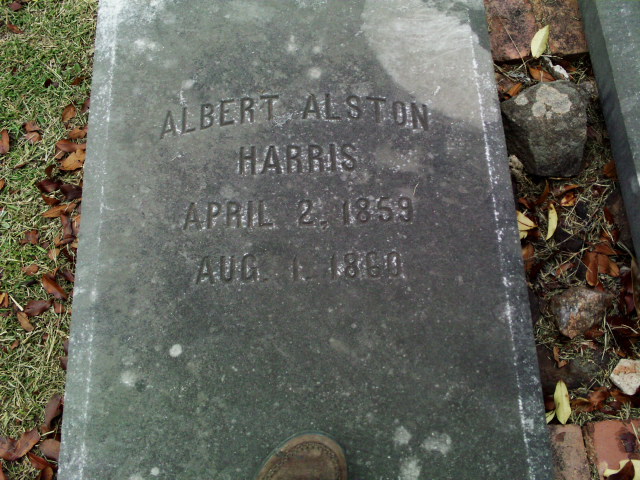 ALBERT ALSTON
HARRIS
APRIL 2, 1859
AUG. 1, 1860